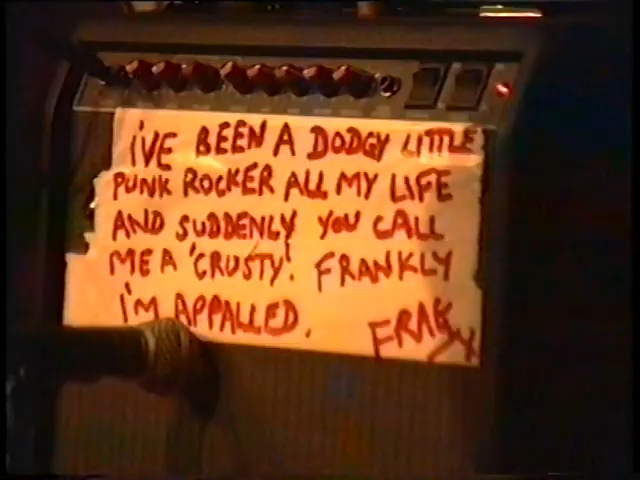 I'VE BEEN A DODGY LITTLE
PUNK ROCKER ALL MY LIFE
AND SUDDENLY YOU CALL
ME A 'CRUSTY'. FRANKLY
I'M APPALLED.